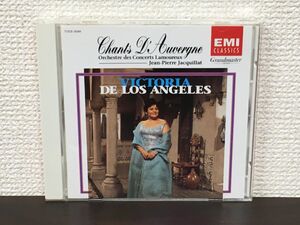 Chants D'Auvergne
Orchestre des Concerts Lamoureux
Jean-Pierre Jacquillat
EMI
CLASSICS
Grandmaster
VICTORIA
DE LOS ANGELES